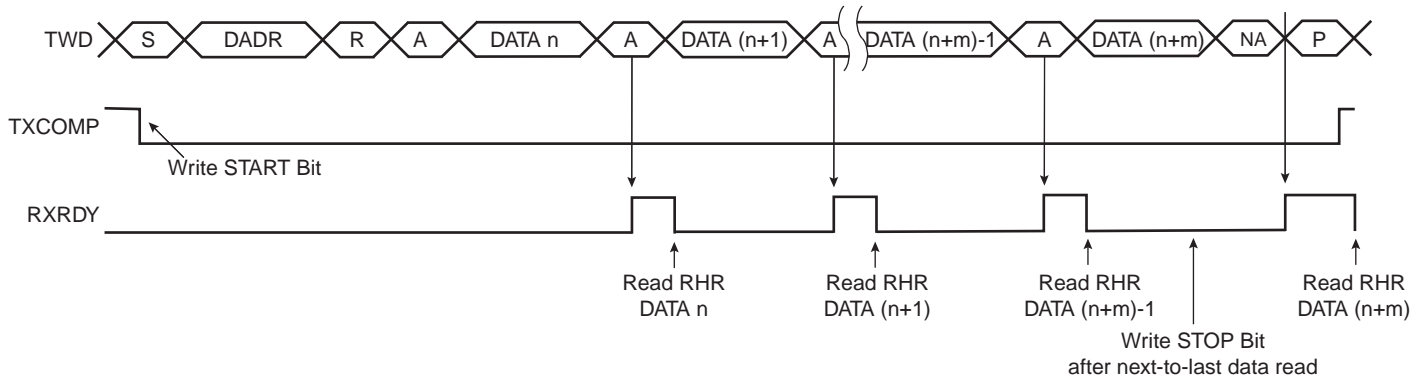 TWD S DADR R A DATA n A DATA (n+1) A DATA (n+m)-1 A DATA (n+m) NA P
TXCOMP
Write START Bit
RXRDY
Read RHR
DATA n
Read RHR
DATA (n+1)
Read RHR
DATA (n+m)-1
Read RHR
DATA (n+m)
Write STOP Bit
after next-to-last data read